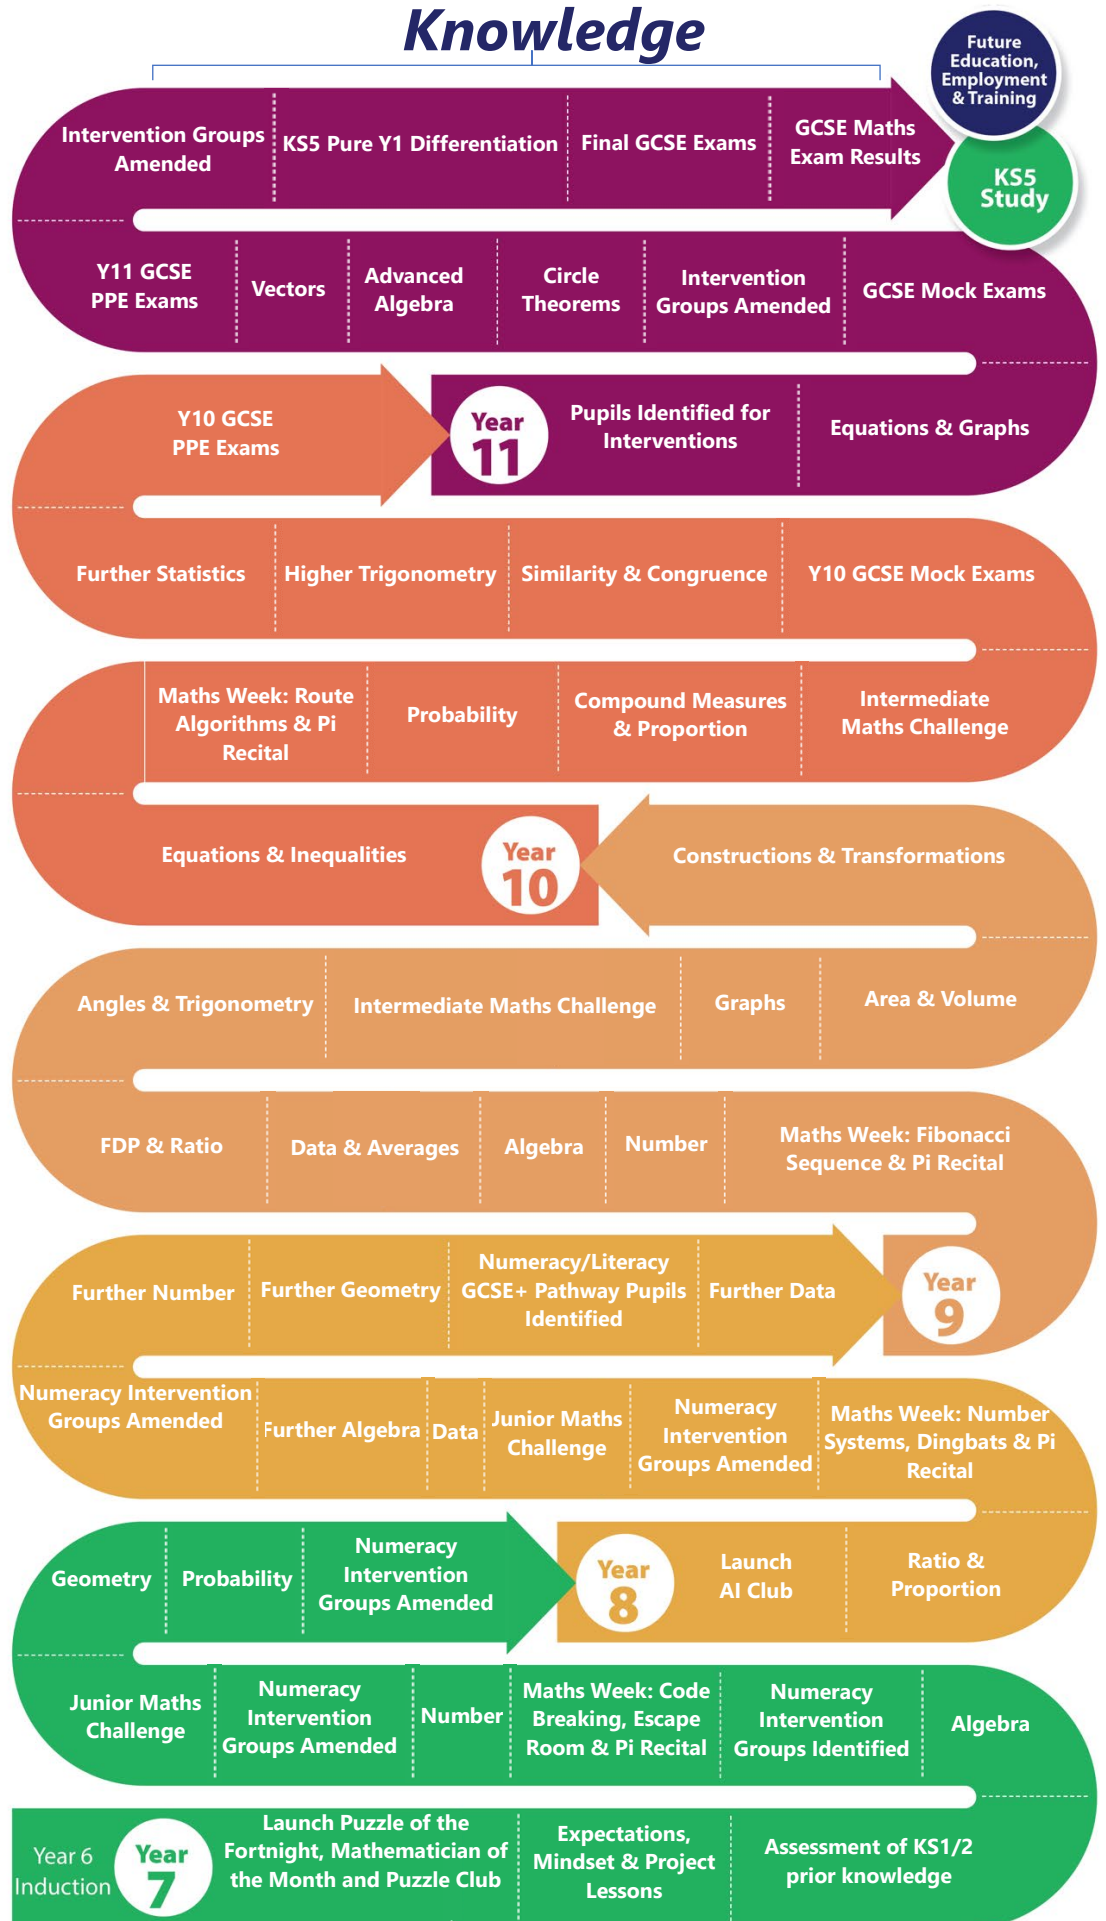 Knowledge
Future
Education,
Employment
& Training
KS5
Study
Intervention Groups
Amended
KS5 Pure Y1 Differentiation
Final GCSE Exams
GCSE Maths
Exam Results
Y11 GCSE
PPE Exams
Vectors
Advanced
Algebra
Circle
Theorems
Intervention
Groups Amended
GCSE Mock Exams
Y10 GCSE
PPE Exams
Year
11
Pupils Identified for
Interventions
Equations & Graphs
Further Statistics
Higher Trigonometry
Similarity & Congruence
Y10 GCSE Mock Exams
Maths Week: Route
Algorithms & Pi
Recital
Probability
Compound Measures
& Proportion
Intermediate
Maths Challenge
Equations & Inequalities
Year
10
Constructions & Transformations
Angles & Trigonometry
Intermediate Maths Challenge
Graphs
Area & Volume
FDP & Ratio
Data & Averages
Algebra
Number
Maths Week: Fibonacci
Sequence & Pi Recital
Further Number
Further Geometry
Numeracy/Literacy
GCSE+ Pathway Pupils
Identified
Further Data
Year
9
Numeracy Intervention
Groups Amended
Further Algebra
Data
Junior Maths
Challenge
Numeracy
Intervention
Groups Amended
Maths Week: Number
Systems, Dingbats & Pi
Recital
Geometry
Probability
Numeracy
Intervention
Groups Amended
Year
8
Launch
AI Club
Ratio &
Proportion
Junior Maths
Challenge
Numeracy
Intervention
Groups Amended
Number
Maths Week: Code
Breaking, Escape
Room & Pi Recital
Numeracy
Intervention
Groups Identified
Algebra
Year 6
Induction
Year
7
Launch Puzzle of the
Fortnight, Mathematician of
the Month and Puzzle Club
Expectations,
Mindset & Project
Lessons
Assessment of KS1/2
prior knowledge